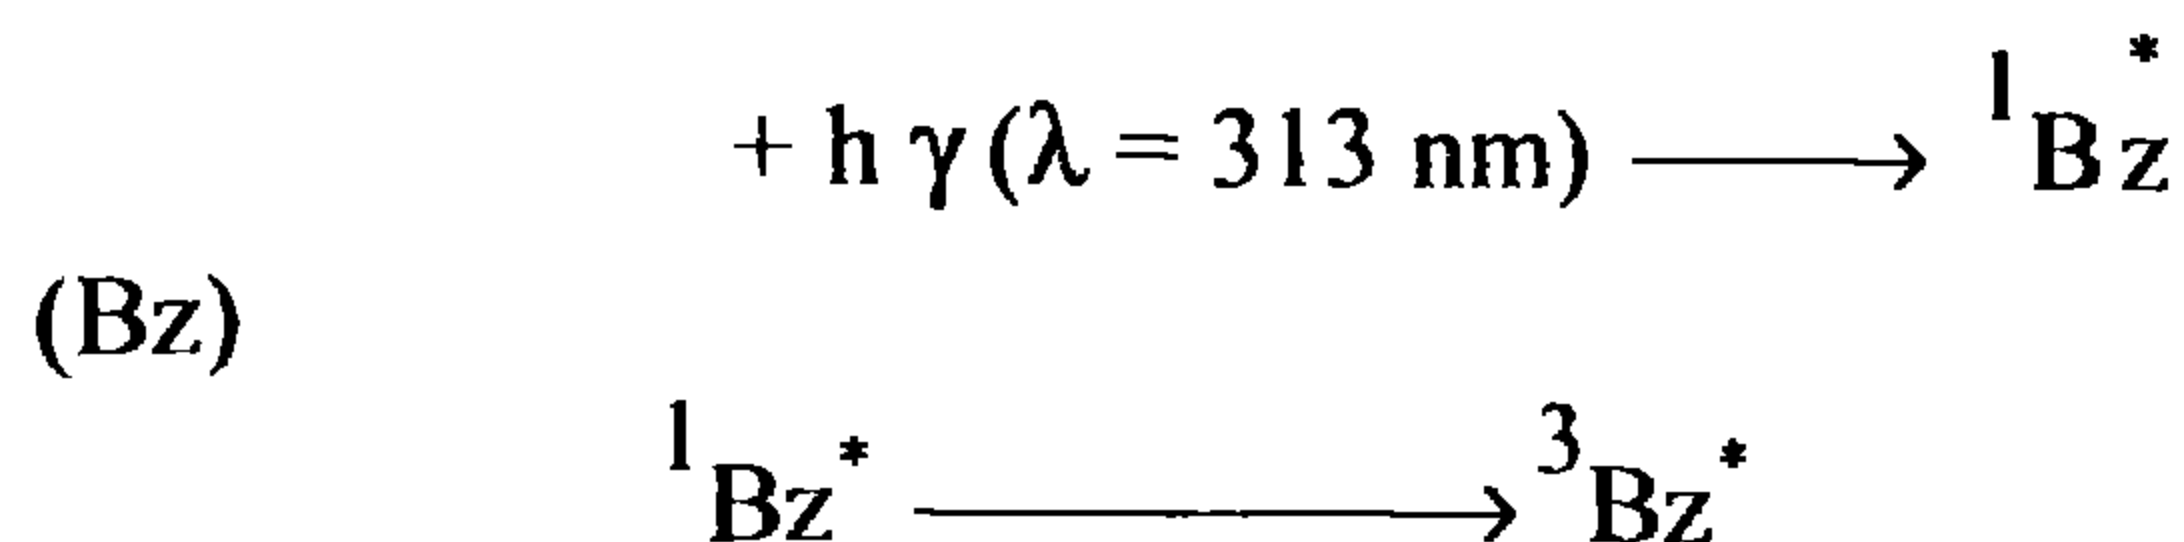 + h γ (λ = 313 nm) ⟶ ¹Bz*
(Bz)
¹Bz* ⟶ ³Bz*